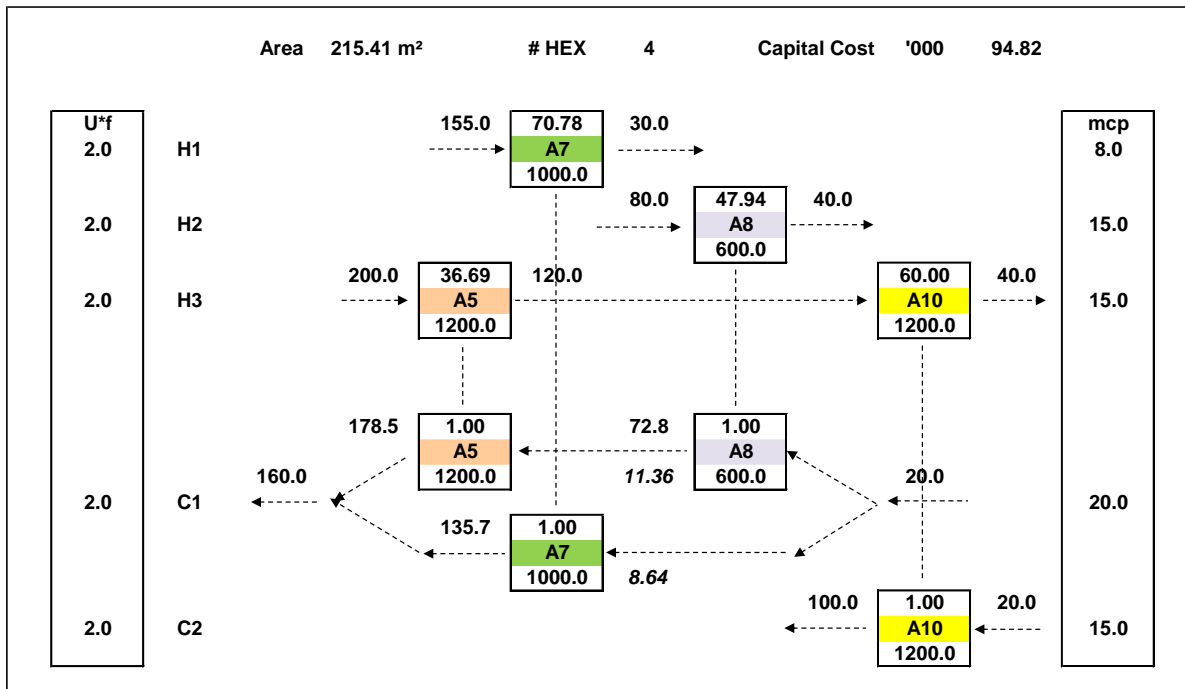 Area 215.41 m² # HEX 4 Capital Cost '000 94.82
U*f mcp
155.0 70.78 30.0
2.0 H1 A7 8.0
1000.0
80.0 47.94 40.0
2.0 H2 A8 15.0
600.0
200.0 36.69 120.0 60.00 40.0
2.0 H3 A5 A10 15.0
1200.0 1200.0
178.5 1.00 72.8 1.00
A5 A8
160.0 1200.0 11.36 600.0 20.0
2.0 C1 20.0
135.7 1.00
A7
1000.0 8.64
100.0 1.00 20.0
2.0 C2 A10 15.0
1200.0